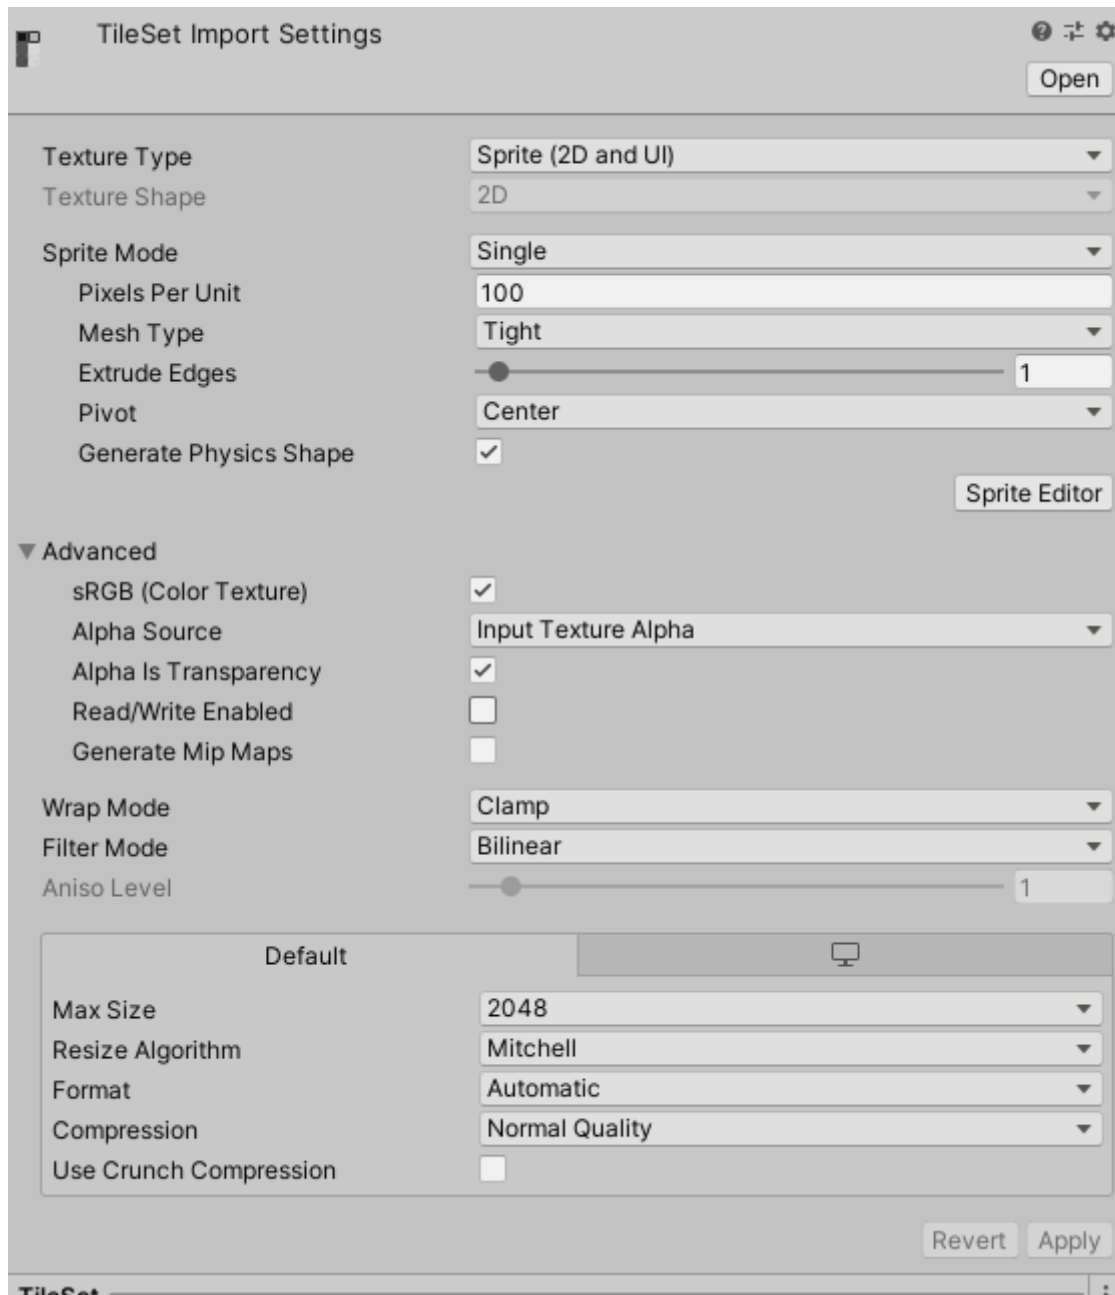 TileSet Import Settings
Open
Texture Type Sprite (2D and UI)
Texture Shape 2D
Sprite Mode Single
Pixels Per Unit 100
Mesh Type Tight
Extrude Edges 1
Pivot Center
Generate Physics Shape
Sprite Editor
Advanced
sRGB (Color Texture)
Alpha Source Input Texture Alpha
Alpha Is Transparency
Read/Write Enabled
Generate Mip Maps
Wrap Mode Clamp
Filter Mode Bilinear
Aniso Level 1
Default
Max Size 2048
Resize Algorithm Mitchell
Format Automatic
Compression Normal Quality
Use Crunch Compression
Revert Apply
TileSet